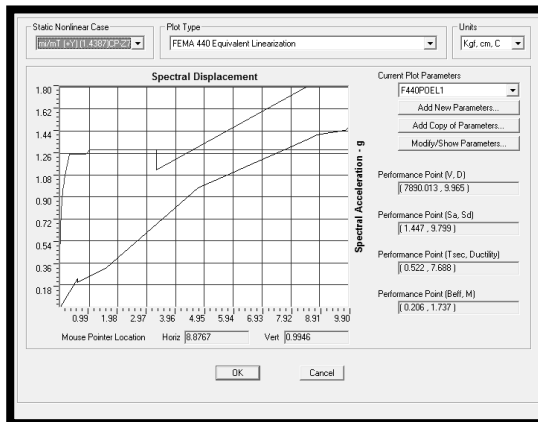 Static Nonlinear Case
mi/mT (+Y) (1.4387)CP-Z?
Plot Type
FEMA 440 Equivalent Linearization
Units
Kgf, cm, C
Spectral Displacement
1.80
1.62
1.44
1.26
1.08
0.90
0.72
0.54
0.36
0.18
0.99 1.98 2.97 3.96 4.95 5.94 6.93 7.92 8.91 9.90
Spectral Acceleration - g
Mouse Pointer Location Horiz 8.8767 Vert 0.9946
Current Plot Parameters
F440POEL1
Add New Parameters...
Add Copy of Parameters...
Modify/Show Parameters...
Performance Point (V, D)
( 7890.013 , 9.965 )
Performance Point (Sa, Sd)
( 1.447 , 9.799 )
Performance Point (Tsec, Ductility)
( 0.522 , 7.688 )
Performance Point (Beff, M)
( 0.206 , 1.737 )
OK
Cancel